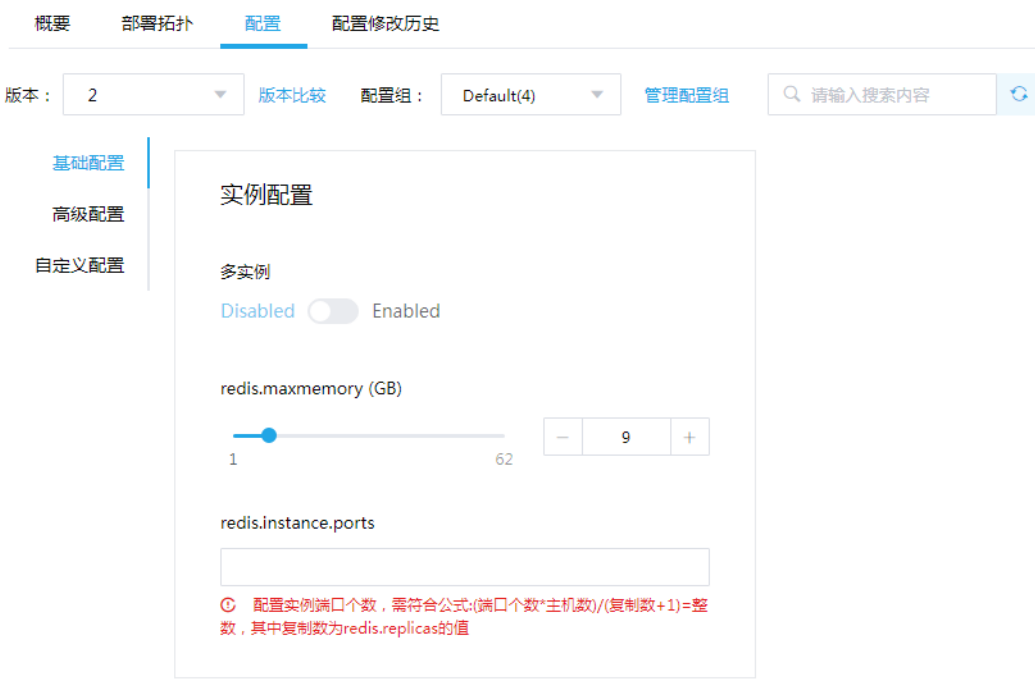 概要 部署拓扑 配置 配置修改历史
版本： 2 版本比较 配置组： Default(4) 管理配置组 请输入搜索内容
基础配置
高级配置
自定义配置
实例配置
多实例
Disabled Enabled
redis.maxmemory (GB)
9
1 62
redis.instance.ports
配置实例端口个数，需符合公式:(端口个数*主机数)/(复制数+1)=整
数，其中复制数为redis.replicas的值